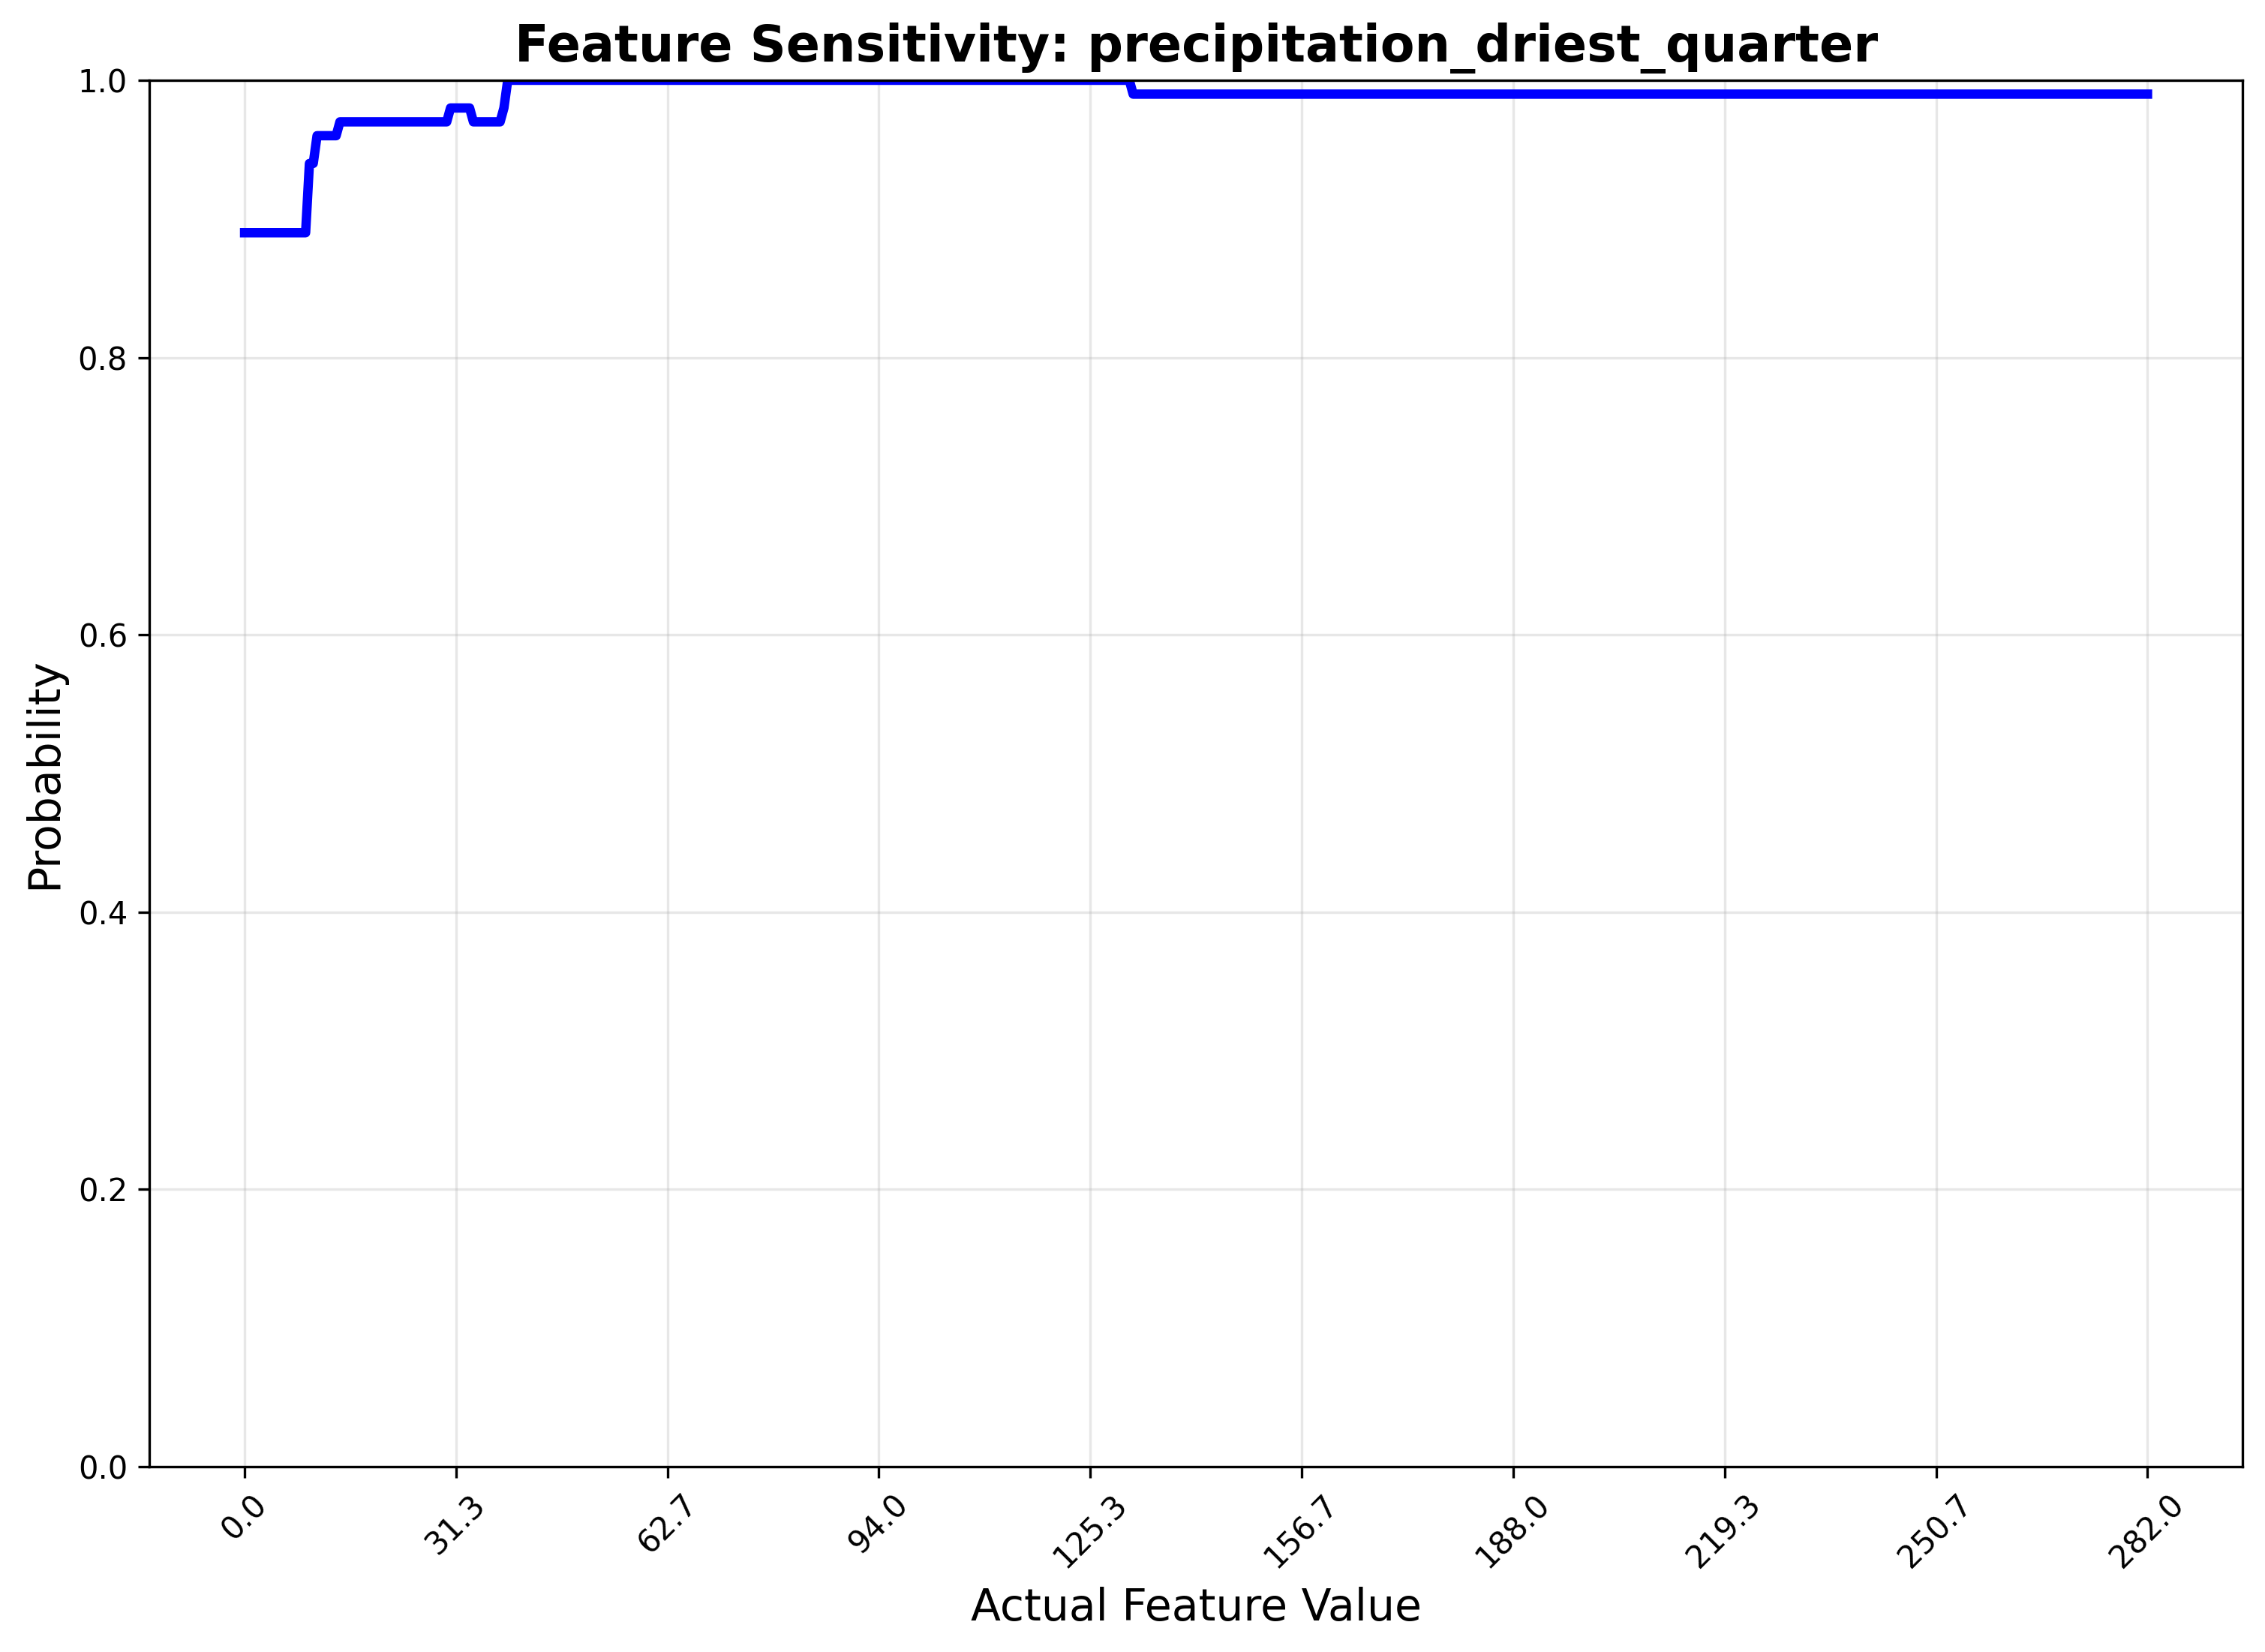 Feature Sensitivity: precipitation_driest_quarter
1.0
0.8
0.6
0.4
0.2
0.0
Probability
0.0 31.3 62.7 94.0 125.3 156.7 188.0 219.3 250.7 282.0
Actual Feature Value